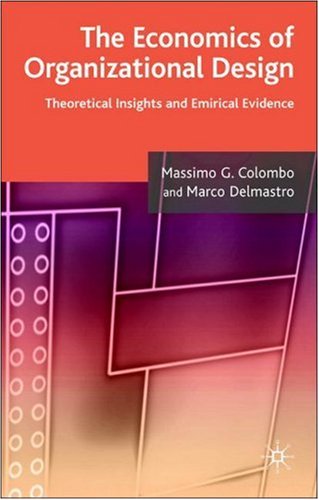 The Economics of
Organizational Design
Theoretical Insights and Emirical Evidence
Massimo G. Colombo
and Marco Delmastro